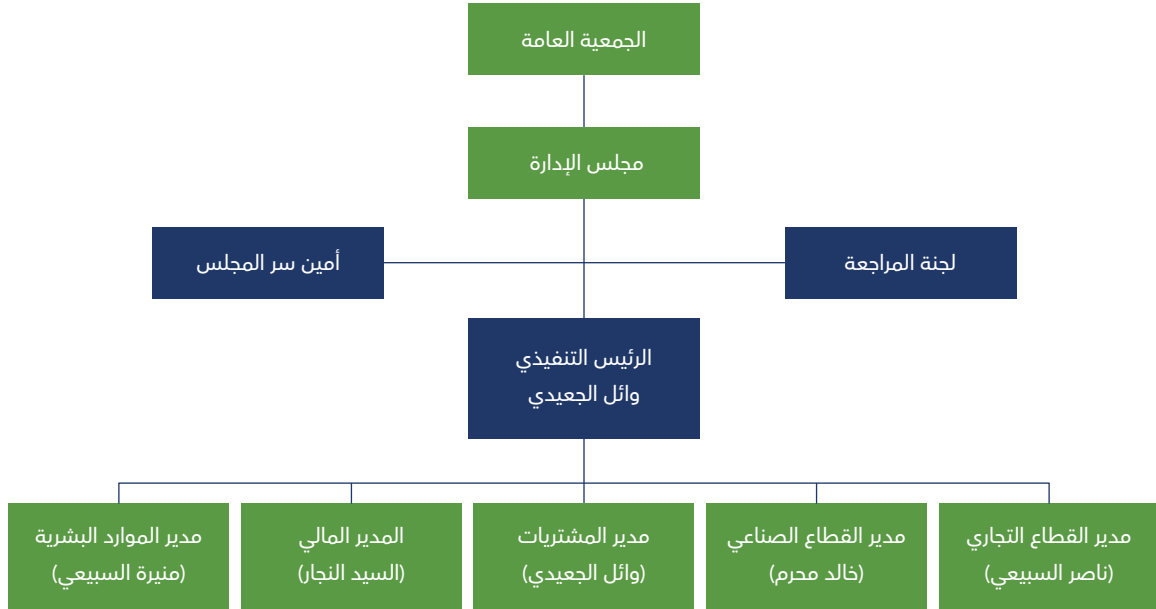 الجمعية العامة
مجلس الإدارة
لجنة المراجعة
أمين سر المجلس
الرئيس التنفيذي
وائل الجعيدي
مدير القطاع التجاري
(ناصر السبيعي)
مدير القطاع الصناعي
(خالد محرم)
مدير المشتريات
(وائل الجعيدي)
المدير المالي
(السيد النجار)
مدير الموارد البشرية
(منيرة السبيعي)